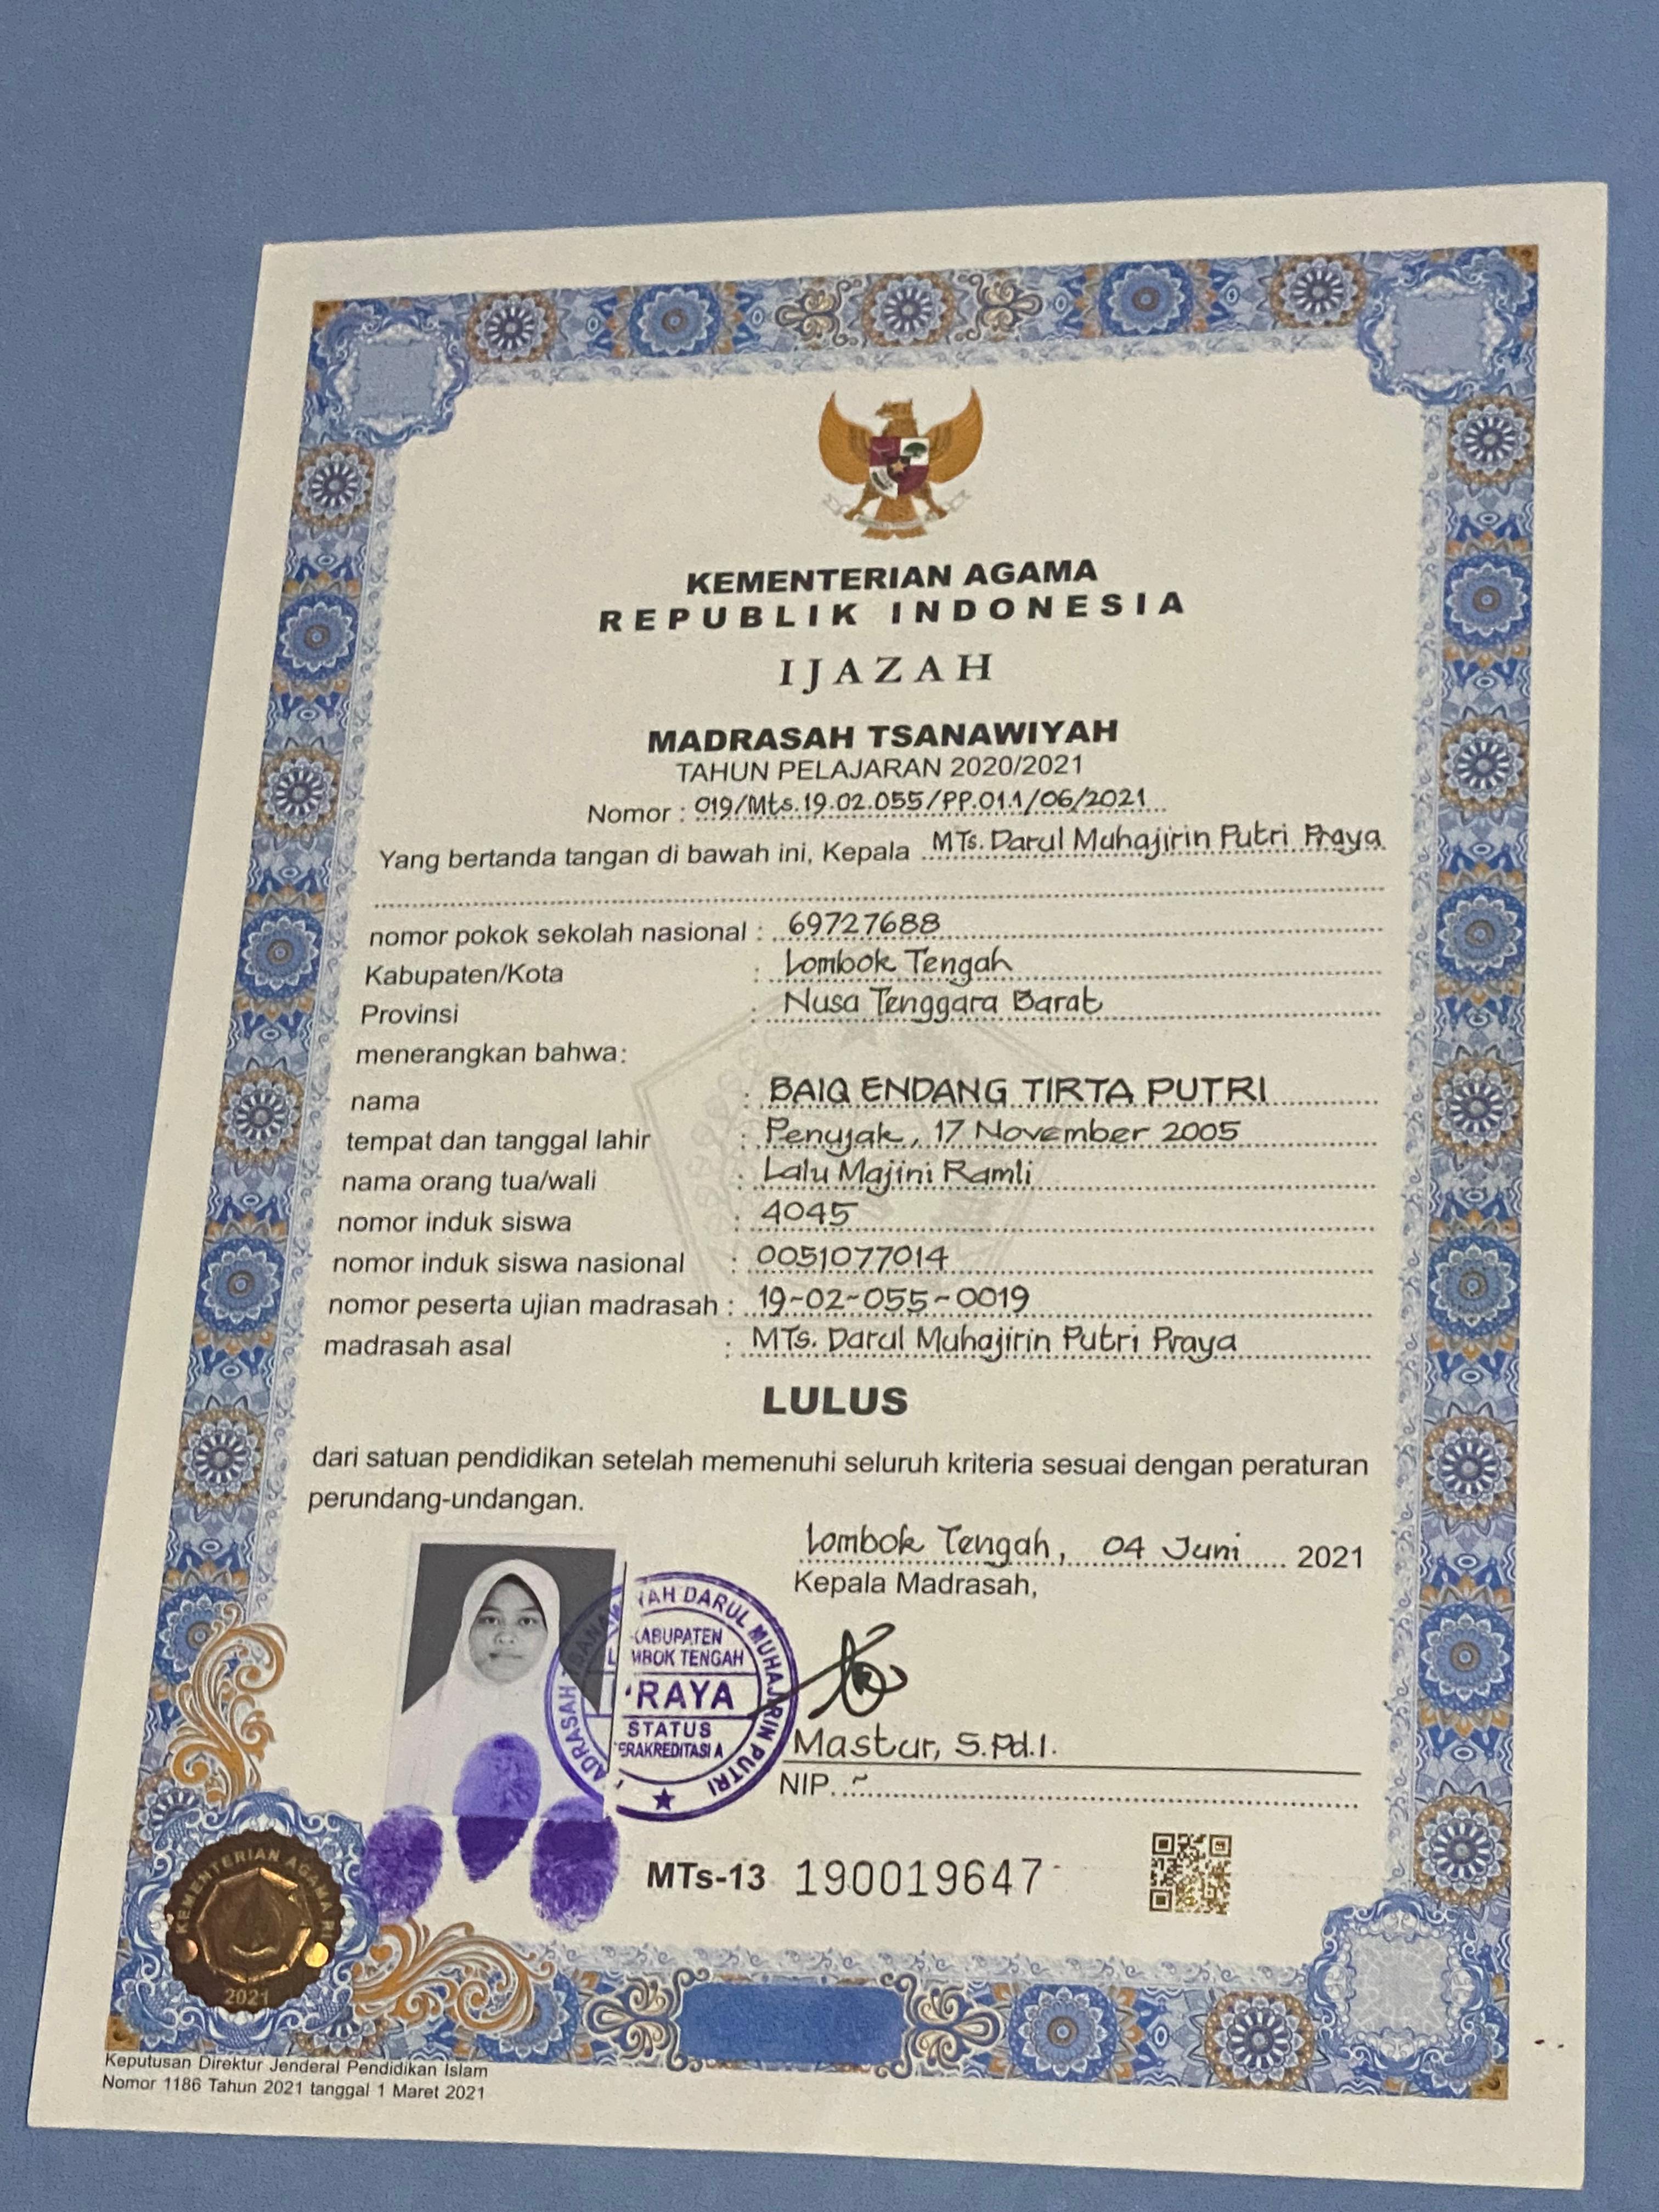 KEMENTERIAN AGAMA
REPUBLIK INDONESIA
IJAZAH
MADRASAH TSANAWIYAH
TAHUN PELAJARAN 2020/2021
Nomor : 019/Mts.19.02.055/PP.01.1/06/2021
Yang bertanda tangan di bawah ini, Kepala MTs. Darul Muhajirin Putri Praya
nomor pokok sekolah nasional : 69727688
Kabupaten/Kota : Lombok Tengah
Provinsi : Nusa Tenggara Barat
menerangkan bahwa:
nama : BAIQ ENDANG TIRTA PUTRI
tempat dan tanggal lahir : Penujak, 17 November 2005
nama orang tua/wali : Lalu Majini Ramli
nomor induk siswa : 4045
nomor induk siswa nasional : 0051077014
nomor peserta ujian madrasah : 19-02-055-0019
madrasah asal : MTs. Darul Muhajirin Putri Praya
LULUS
dari satuan pendidikan setelah memenuhi seluruh kriteria sesuai dengan peraturan
perundang-undangan.
Lombok Tengah, 04 Juni 2021
Kepala Madrasah,
DARUL MUHAJIRIN PUTRI
KABUPATEN
LOMBOK TENGAH
PRAYA
STATUS
TERAKREDITASI A
Mastur, S.Pd.I.
NIP. -
MTs-13 190019647
KEMENTERIAN AGAMA RI
2021
Keputusan Direktur Jenderal Pendidikan Islam
Nomor 1186 Tahun 2021 tanggal 1 Maret 2021